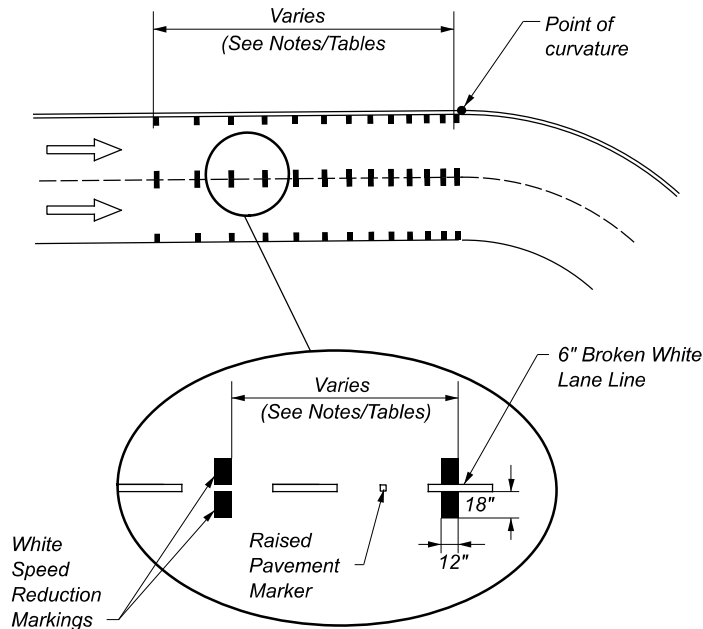 Varies
(See Notes/Tables
Point of
curvature
6" Broken White
Lane Line
Varies
(See Notes/Tables)
18"
12"
White
Speed
Reduction
Markings
Raised
Pavement
Marker